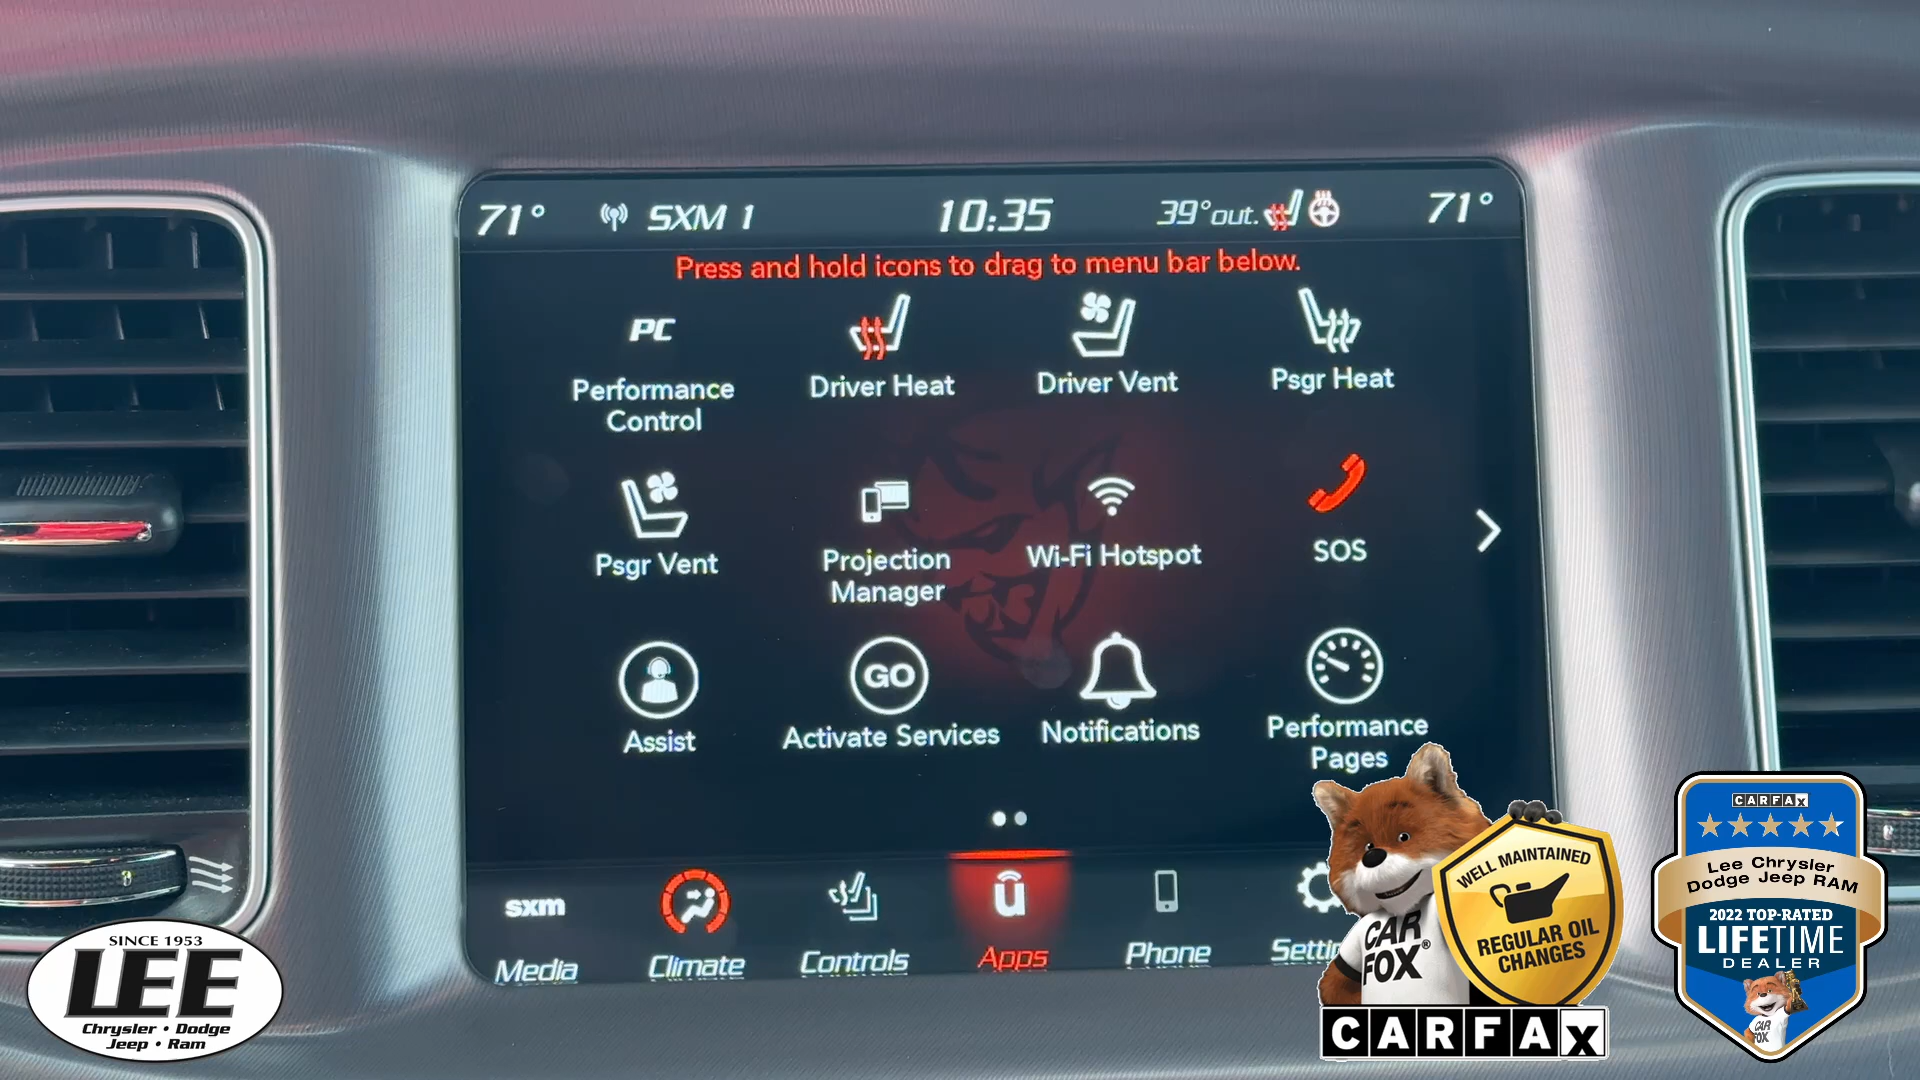 71° SXM 1 10:35 39°out. 71°
Press and hold icons to drag to menu bar below.
PC
Performance
Control
Driver Heat
Driver Vent
Psgr Heat
Psgr Vent
Projection
Manager
Wi-Fi Hotspot
SOS
Assist
GO
Activate Services
Notifications
Performance
Pages
sxm
Media
Climate
Controls
Apps
Phone
SINCE 1953
LEE
Chrysler • Dodge
Jeep • Ram
CAR
FOX®
WELL MAINTAINED
REGULAR OIL
CHANGES
CARFAX
CARFAX
Lee Chrysler
Dodge Jeep RAM
2022 TOP-RATED
LIFETIME
DEALER
CAR
FOX